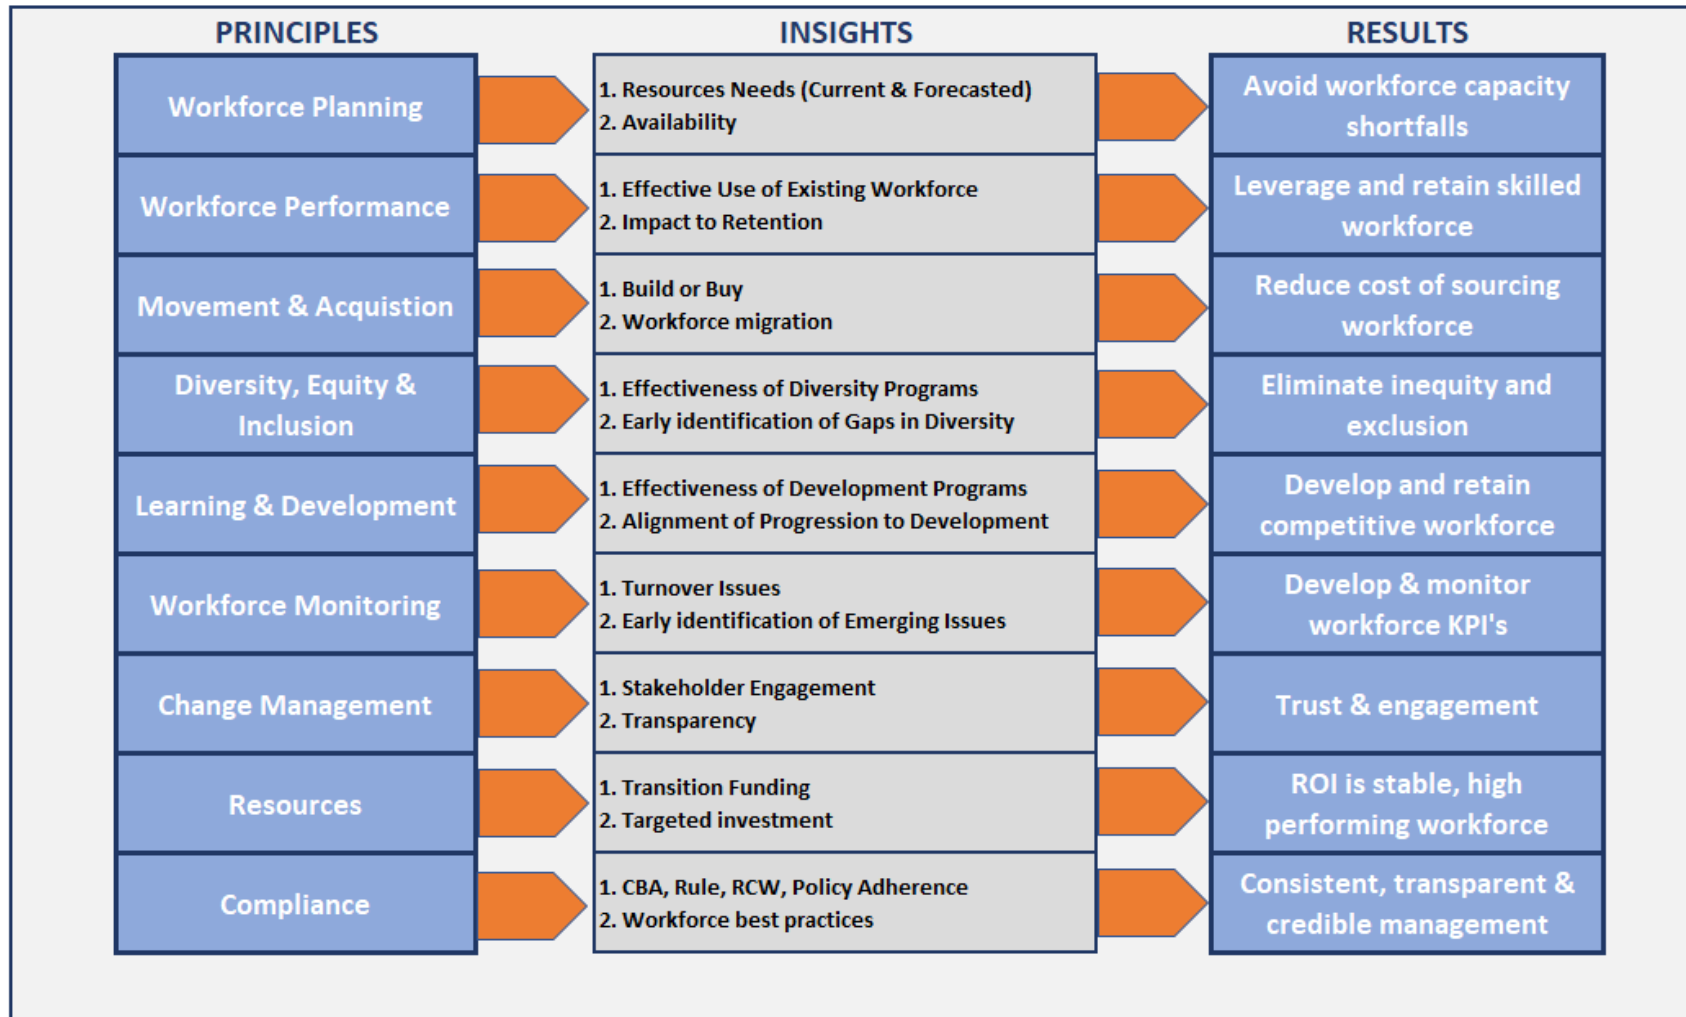 PRINCIPLES
INSIGHTS
RESULTS
Workforce Planning
1. Resources Needs (Current & Forecasted)
2. Availability
Avoid workforce capacity
shortfalls
Workforce Performance
1. Effective Use of Existing Workforce
2. Impact to Retention
Leverage and retain skilled
workforce
Movement & Acquistion
1. Build or Buy
2. Workforce migration
Reduce cost of sourcing
workforce
Diversity, Equity &
Inclusion
1. Effectiveness of Diversity Programs
2. Early identification of Gaps in Diversity
Eliminate inequity and
exclusion
Learning & Development
1. Effectiveness of Development Programs
2. Alignment of Progression to Development
Develop and retain
competitive workforce
Workforce Monitoring
1. Turnover Issues
2. Early identification of Emerging Issues
Develop & monitor
workforce KPI's
Change Management
1. Stakeholder Engagement
2. Transparency
Trust & engagement
Resources
1. Transition Funding
2. Targeted investment
ROI is stable, high
performing workforce
Compliance
1. CBA, Rule, RCW, Policy Adherence
2. Workforce best practices
Consistent, transparent &
credible management